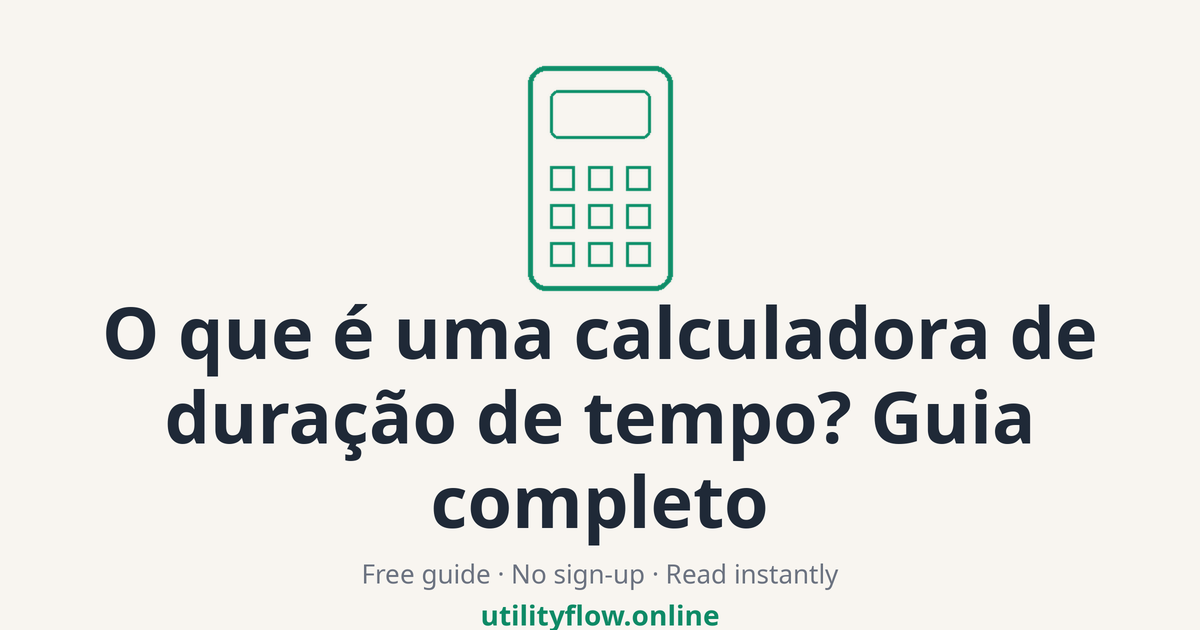 O que é uma calculadora de
duração de tempo? Guia
completo
Free guide · No sign-up · Read instantly
utilityflow.online